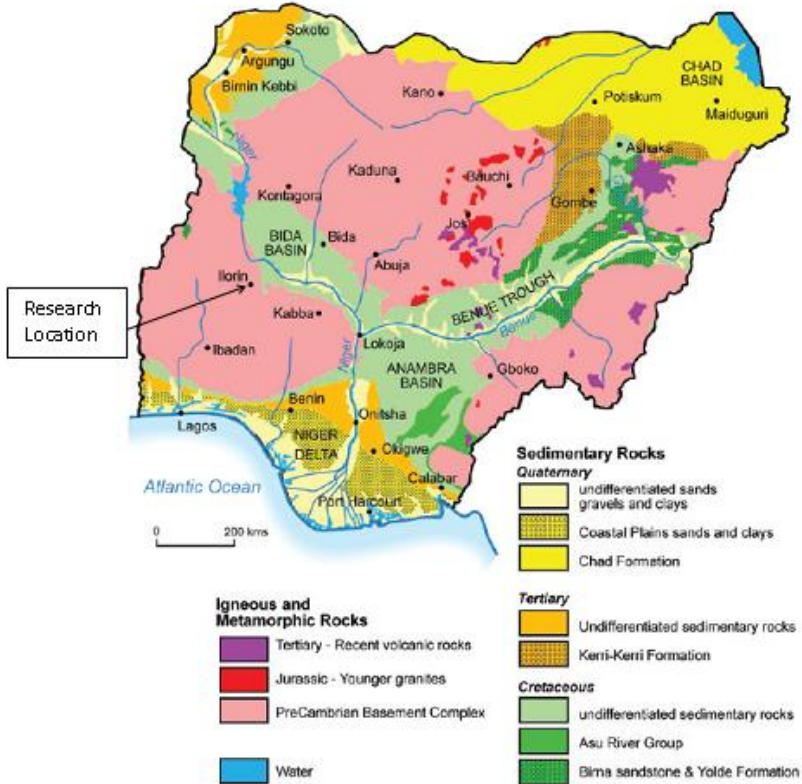 Sokoto
Argungu
Birnin Kebbi
CHAD
BASIN
Kano
Potiskum
Maiduguri
Niger
Ashaka
Kaduna
Bauchi
Kontagora
Gombe
Jos
BIDA
BASIN
Bida
Abuja
Ilorin
Research
Location
BENUE TROUGH
Kabba
Benue
Lokoja
Ibadan
Niger
ANAMBRA
BASIN
Gboko
Benin
Onitsha
Lagos
NIGER
DELTA
Okigwe
Calabar
Atlantic Ocean
Port Harcourt
0 200 kms
Sedimentary Rocks
Quaternary
undifferentiated sands
gravels and clays
Coastal Plains sands and clays
Chad Formation
Tertiary
Undifferentiated sedimentary rocks
Kerri-Kerri Formation
Cretaceous
undifferentiated sedimentary rocks
Asu River Group
Bima sandstone & Yolde Formation
Igneous and
Metamorphic Rocks
Tertiary - Recent volcanic rocks
Jurassic - Younger granites
PreCambrian Basement Complex
Water